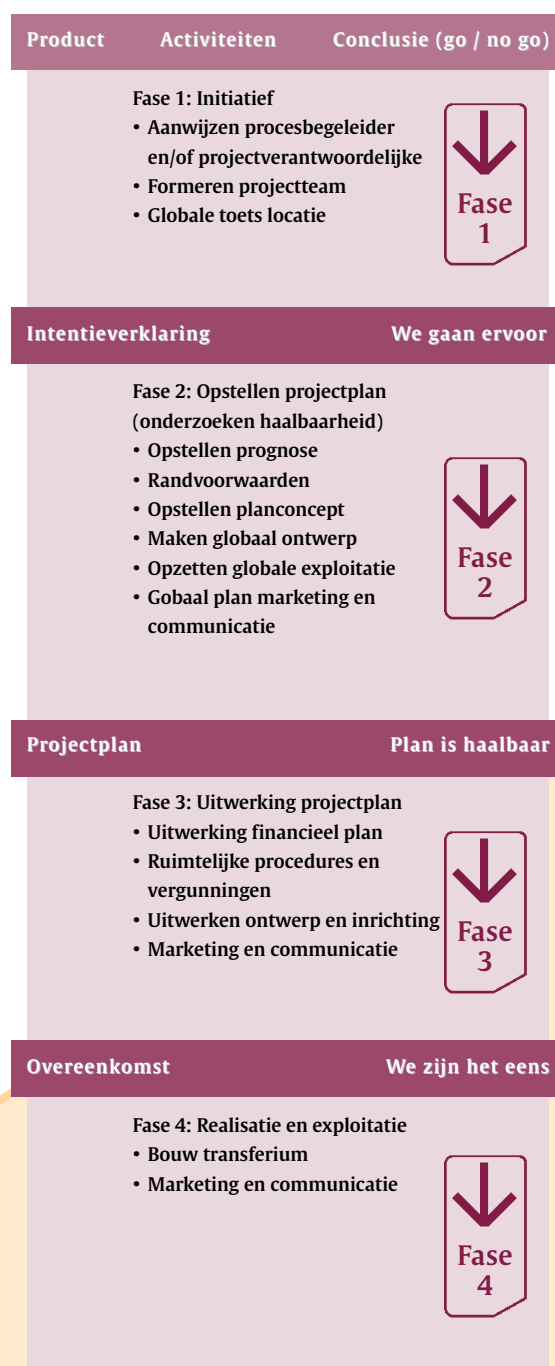 Product Activiteiten Conclusie (go / no go)
Fase 1: Initiatief
• Aanwijzen procesbegeleider
en/of projectverantwoordelijke
• Formeren projectteam
• Globale toets locatie
Fase
1
Intentieverklaring We gaan ervoor
Fase 2: Opstellen projectplan
(onderzoeken haalbaarheid)
• Opstellen prognose
• Randvoorwaarden
• Opstellen planconcept
• Maken globaal ontwerp
• Opzetten globale exploitatie
• Gobaal plan marketing en
communicatie
Fase
2
Projectplan Plan is haalbaar
Fase 3: Uitwerking projectplan
• Uitwerking financieel plan
• Ruimtelijke procedures en
vergunningen
• Uitwerken ontwerp en inrichting
• Marketing en communicatie
Fase
3
Overeenkomst We zijn het eens
Fase 4: Realisatie en exploitatie
• Bouw transferium
• Marketing en communicatie
Fase
4